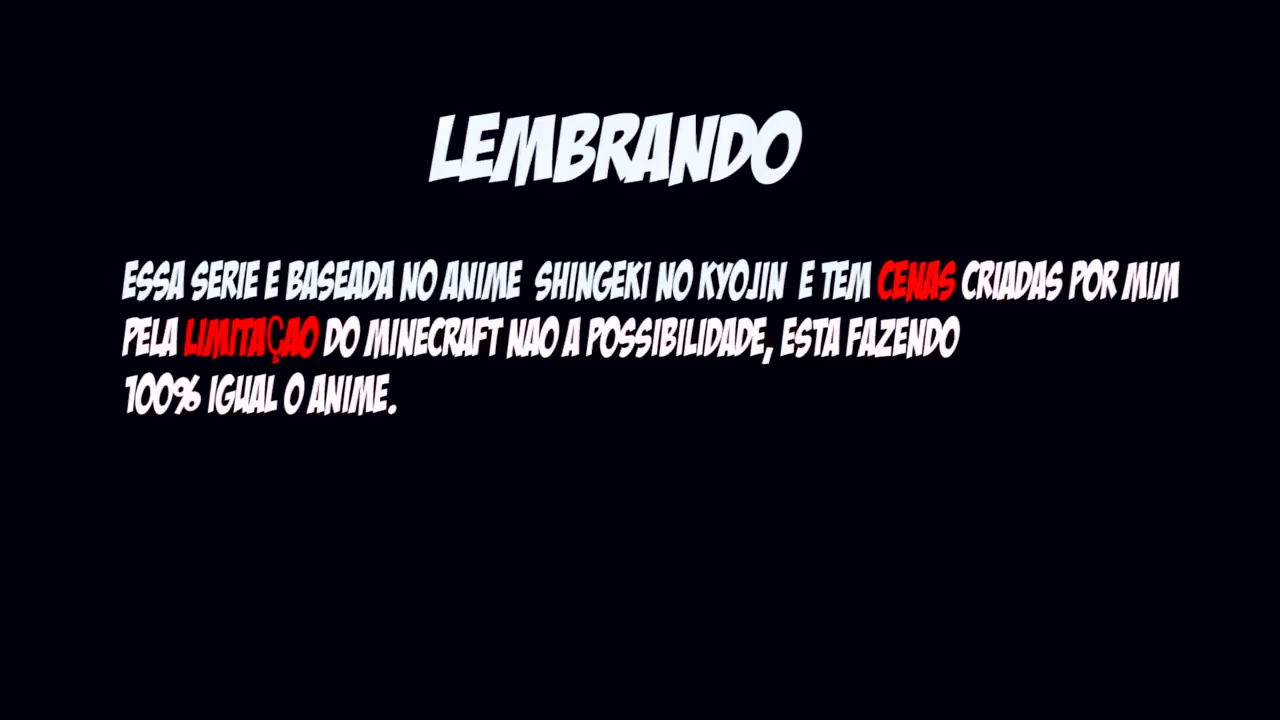 LEMBRANDO
ESSA SERIE E BASEADA NO ANIME SHINGEKI NO KYOJIN E TEM CENAS CRIADAS POR MIM
PELA LIMITAÇAO DO MINECRAFT NAO A POSSIBILIDADE, ESTA FAZENDO
100% IGUAL O ANIME.